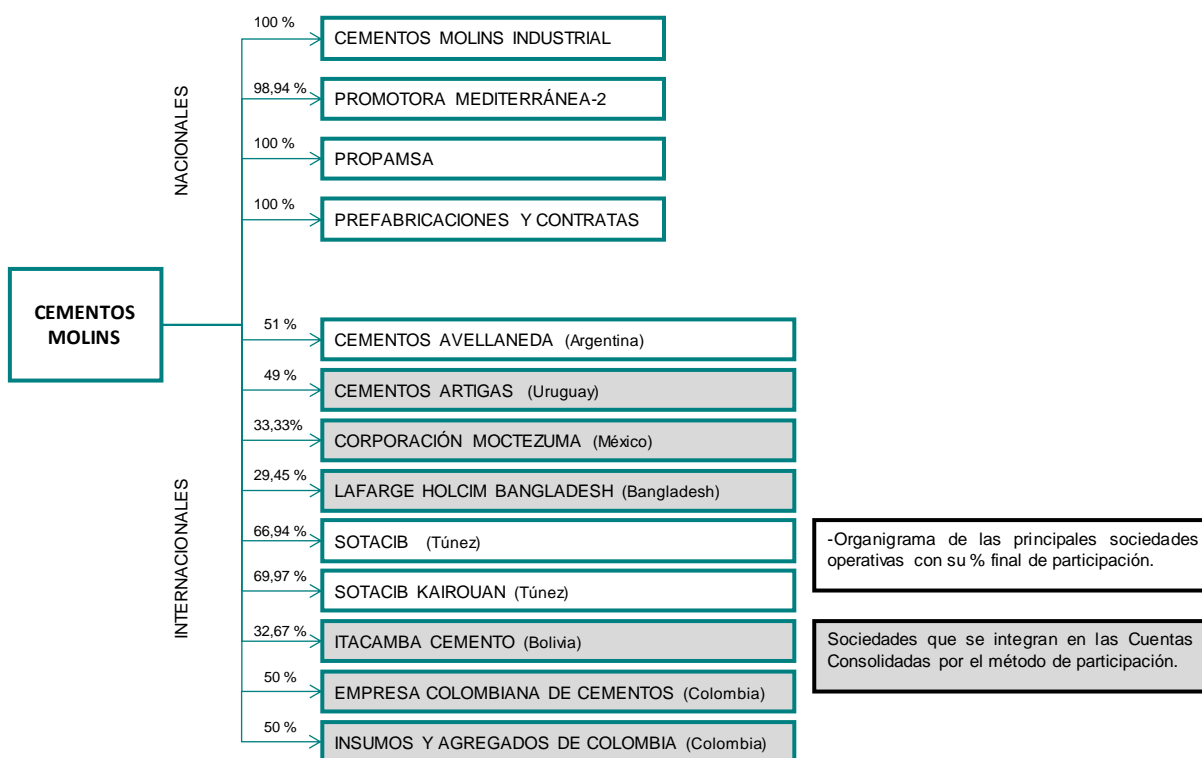 NACIONALES
100 %
CEMENTOS MOLINS INDUSTRIAL
98,94 %
PROMOTORA MEDITERRÁNEA-2
100 %
PROPAMSA
100 %
PREFABRICACIONES Y CONTRATAS
CEMENTOS
MOLINS
INTERNACIONALES
51 %
CEMENTOS AVELLANEDA (Argentina)
49 %
CEMENTOS ARTIGAS (Uruguay)
33,33%
CORPORACIÓN MOCTEZUMA (México)
29,45 %
LAFARGE HOLCIM BANGLADESH (Bangladesh)
66,94 %
SOTACIB (Túnez)
69,97 %
SOTACIB KAIROUAN (Túnez)
32,67 %
ITACAMBA CEMENTO (Bolivia)
50 %
EMPRESA COLOMBIANA DE CEMENTOS (Colombia)
50 %
INSUMOS Y AGREGADOS DE COLOMBIA (Colombia)
-Organigrama de las principales sociedades
operativas con su % final de participación.
Sociedades que se integran en las Cuentas
Consolidadas por el método de participación.